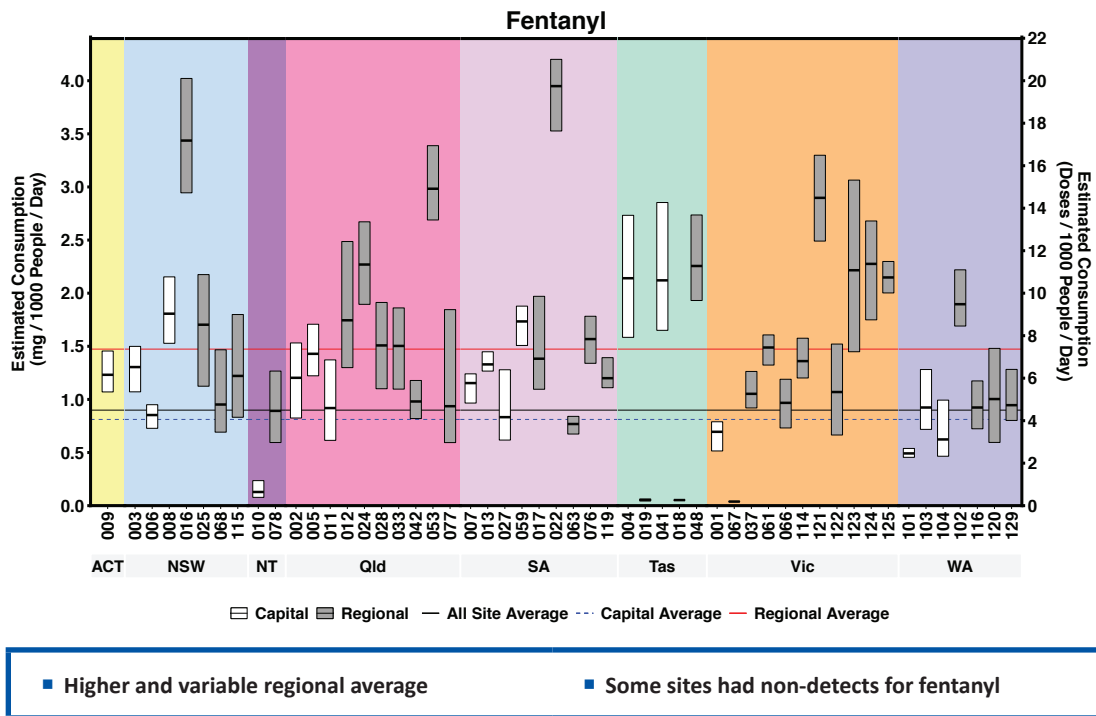 Fentanyl
Estimated Consumption
(mg / 1000 People / Day)
4.0
3.5
3.0
2.5
2.0
1.5
1.0
0.5
0.0
22
20
18
16
14
12
10
8
6
4
2
0
Estimated Consumption
(Doses / 1000 People / Day)
009 003 006 008 016 025 068 115 010 078 002 005 011 012 024 028 033 042 053 077 007 013 027 059 017 022 063 076 119 004 019 041 018 048 001 067 037 061 066 114 121 122 123 124 125 101 103 104 102 116 120 129
ACT NSW NT Qld SA Tas Vic WA
Capital Regional All Site Average Capital Average Regional Average
▪ Higher and variable regional average
▪ Some sites had non-detects for fentanyl